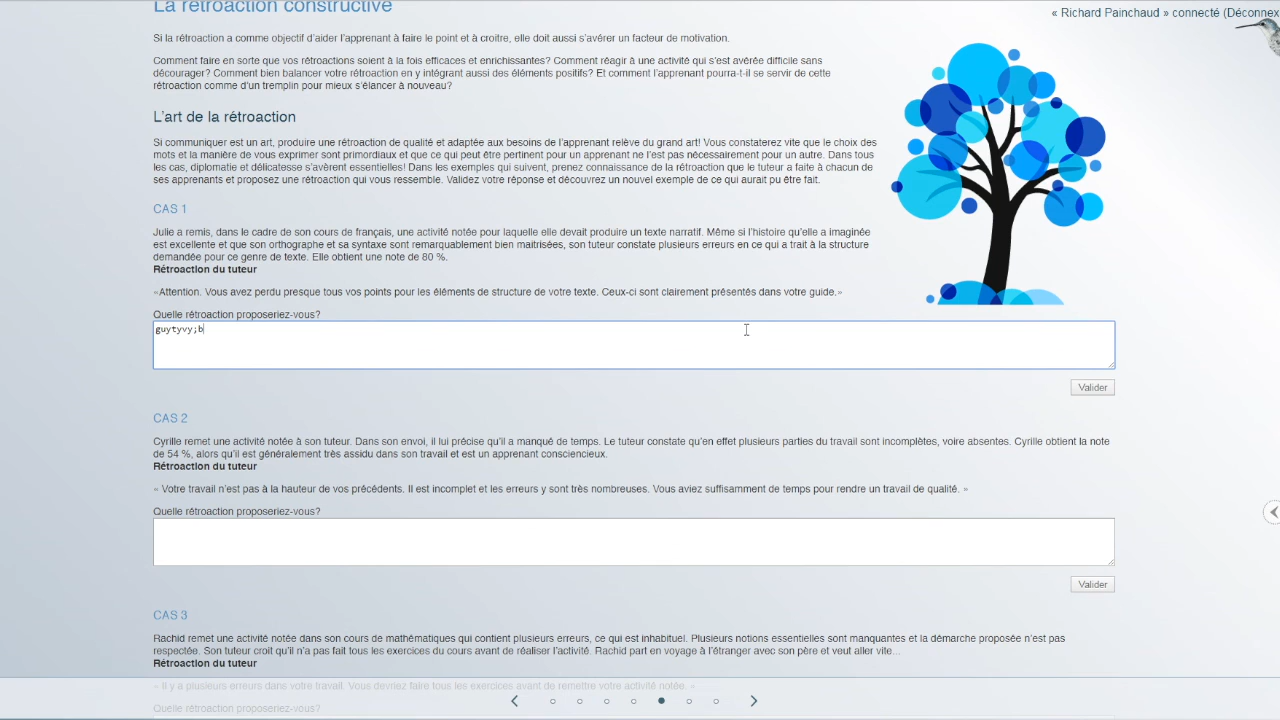 La rétroaction constructive
« Richard Painchaud » connecté (Déconnex
Si la rétroaction a comme objectif d'aider l'apprenant à faire le point et à croitre, elle doit aussi s'avérer un facteur de motivation.
Comment faire en sorte que vos rétroactions soient à la fois efficaces et enrichissantes? Comment réagir à une activité qui s'est avérée difficile sans
décourager? Comment bien balancer votre rétroaction en y intégrant aussi des éléments positifs? Et comment l'apprenant pourra-t-il se servir de cette
rétroaction comme d'un tremplin pour mieux s'élancer à nouveau?
L'art de la rétroaction
Si communiquer est un art, produire une rétroaction de qualité et adaptée aux besoins de l'apprenant relève du grand art! Vous constaterez vite que le choix des
mots et la manière de vous exprimer sont primordiaux et que ce qui peut être pertinent pour un apprenant ne l'est pas nécessairement pour un autre. Dans tous
les cas, diplomatie et délicatesse s'avèrent essentielles! Dans les exemples qui suivent, prenez connaissance de la rétroaction que le tuteur a faite à chacun de
ses apprenants et proposez une rétroaction qui vous ressemble. Validez votre réponse et découvrez un nouvel exemple de ce qui aurait pu être fait.
CAS 1
Julie a remis, dans le cadre de son cours de français, une activité notée pour laquelle elle devait produire un texte narratif. Même si l'histoire qu'elle a imaginée
est excellente et que son orthographe et sa syntaxe sont remarquablement bien maitrisées, son tuteur constate plusieurs erreurs en ce qui a trait à la structure
demandée pour ce genre de texte. Elle obtient une note de 80 %.
Rétroaction du tuteur
«Attention. Vous avez perdu presque tous vos points pour les éléments de structure de votre texte. Ceux-ci sont clairement présentés dans votre guide.»
Quelle rétroaction proposeriez-vous?
guytyvy;b
Valider
CAS 2
Cyrille remet une activité notée à son tuteur. Dans son envoi, il lui précise qu'il a manqué de temps. Le tuteur constate qu'en effet plusieurs parties du travail sont incomplètes, voire absentes. Cyrille obtient la note
de 54 %, alors qu'il est généralement très assidu dans son travail et est un apprenant consciencieux.
Rétroaction du tuteur
« Votre travail n'est pas à la hauteur de vos précédents. Il est incomplet et les erreurs y sont très nombreuses. Vous aviez suffisamment de temps pour rendre un travail de qualité. »
Quelle rétroaction proposeriez-vous?
Valider
CAS 3
Rachid remet une activité notée dans son cours de mathématiques qui contient plusieurs erreurs, ce qui est inhabituel. Plusieurs notions essentielles sont manquantes et la démarche proposée n'est pas
respectée. Son tuteur croit qu'il n'a pas fait tous les exercices du cours avant de réaliser l'activité. Rachid part en voyage à l'étranger avec son père et veut aller vite...
Rétroaction du tuteur
« Il y a plusieurs erreurs dans votre travail. Vous devriez faire tous les exercices avant de remettre votre activité notée. »
Quelle rétroaction proposeriez-vous?